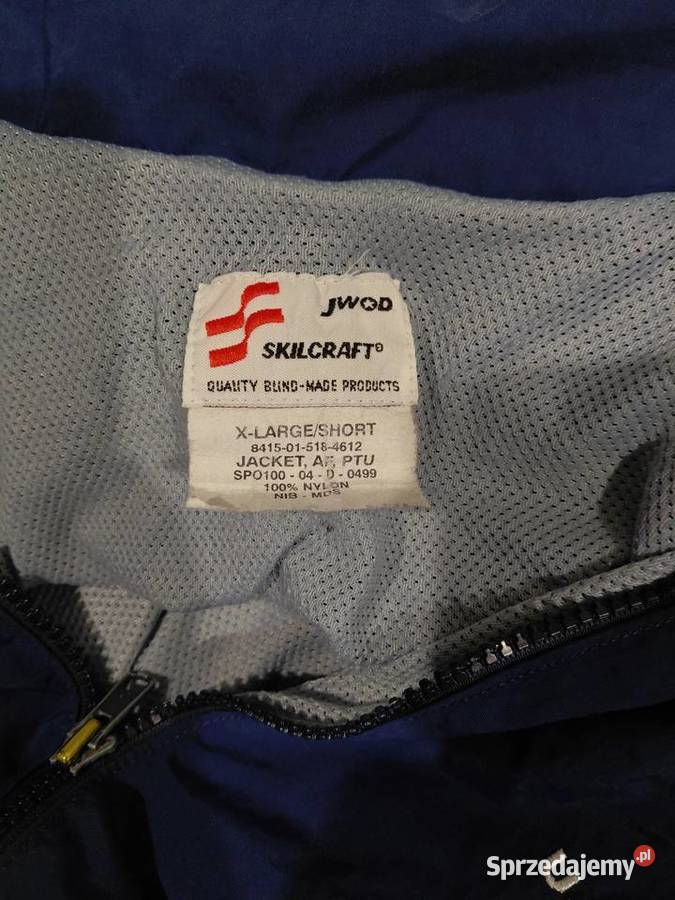 JWOD
SKILCRAFT®
QUALITY BLIND-MADE PRODUCTS
X-LARGE/SHORT
8415-01-518-4612
JACKET, AF, PTU
SPO100 - 04 - D - 0499
100% NYLON
NIB - MDS
Sprzedajemy.pl